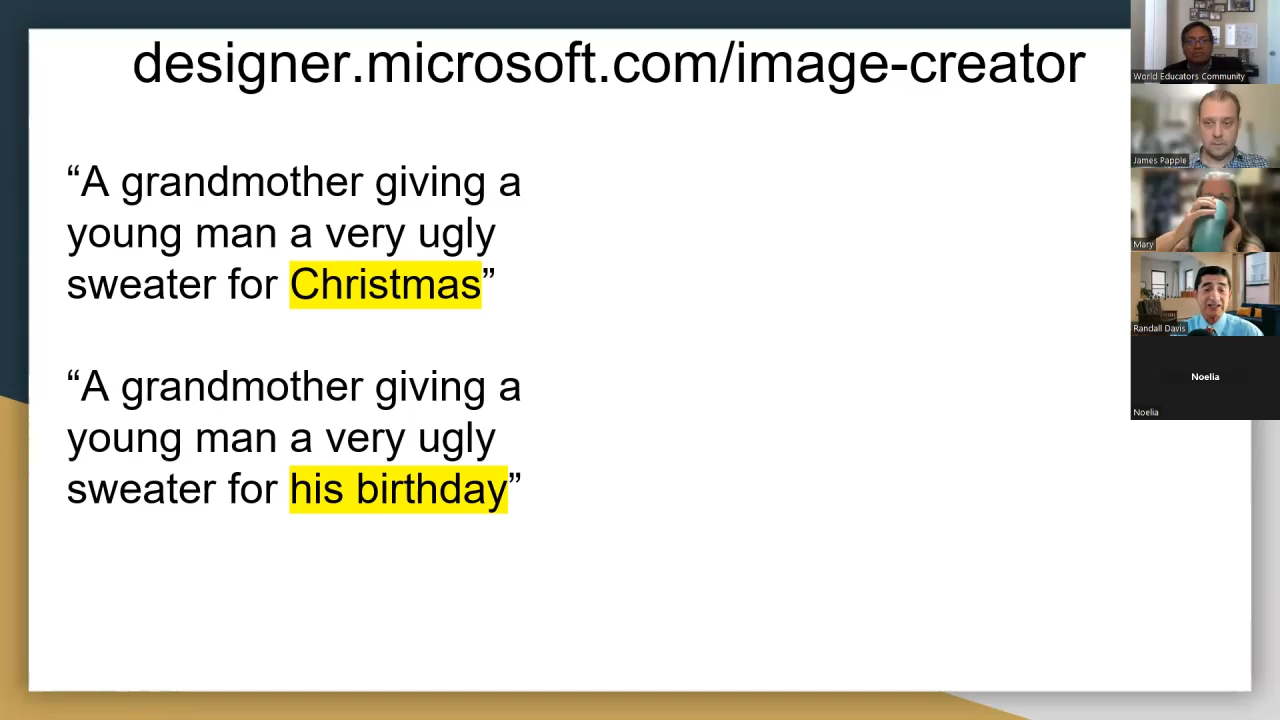 designer.microsoft.com/image-creator
“A grandmother giving a
young man a very ugly
sweater for Christmas”
“A grandmother giving a
young man a very ugly
sweater for his birthday”
World Educators Community
James Papple
Mary
Randall Davis
Noelia
Noelia